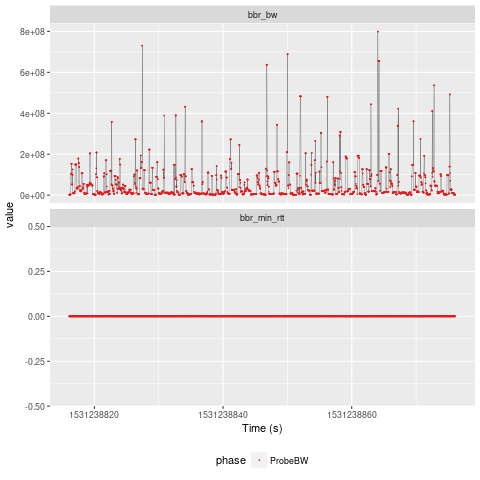 bbr_bw
8e+08
6e+08
4e+08
2e+08
0e+00
bbr_min_rtt
0.50
0.25
0.00
-0.25
-0.50
value
1531238820
1531238840
1531238860
Time (s)
phase
ProbeBW